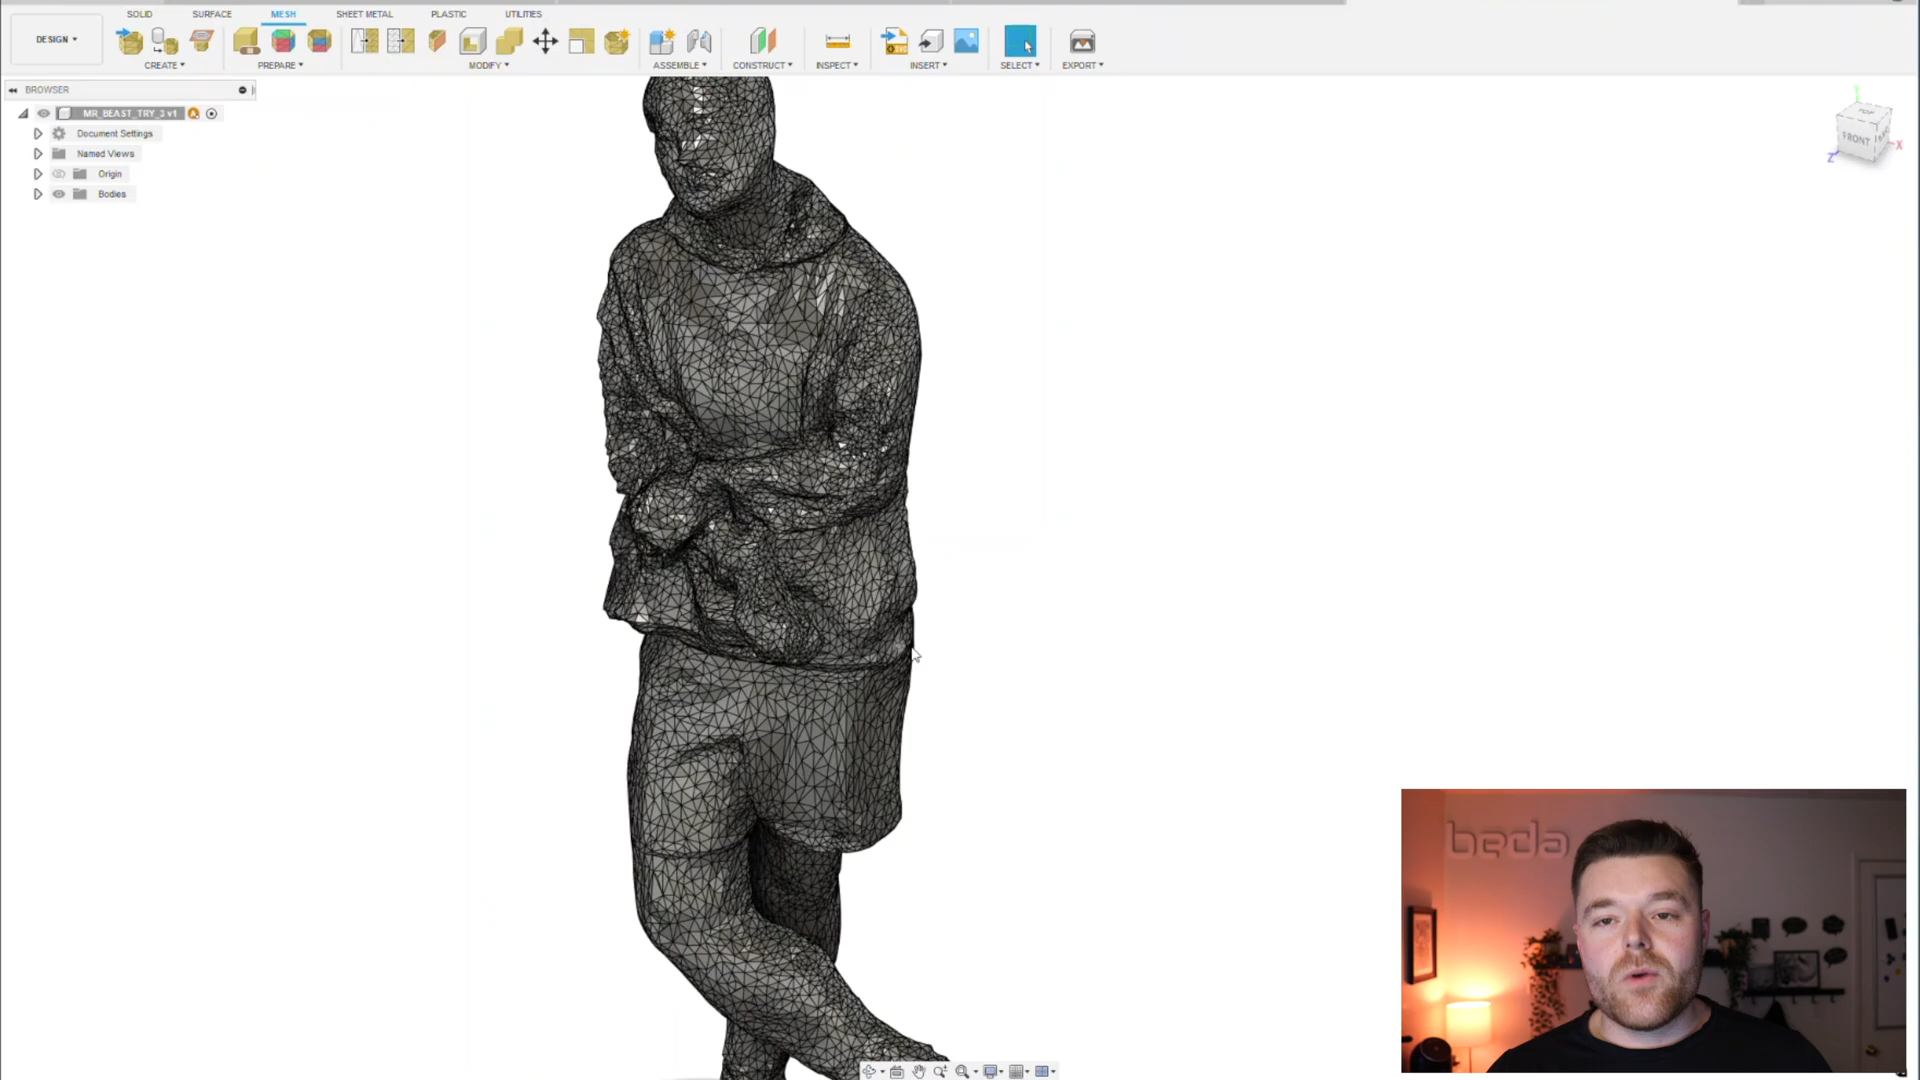 SOLID SURFACE MESH SHEET METAL PLASTIC UTILITIES
DESIGN
CREATE PREPARE MODIFY ASSEMBLE CONSTRUCT INSPECT INSERT SELECT EXPORT
BROWSER
MR_BEAST_TRY_3 v1
Document Settings
Named Views
Origin
Bodies
Y
TOP
FRONT
X
Z
beda